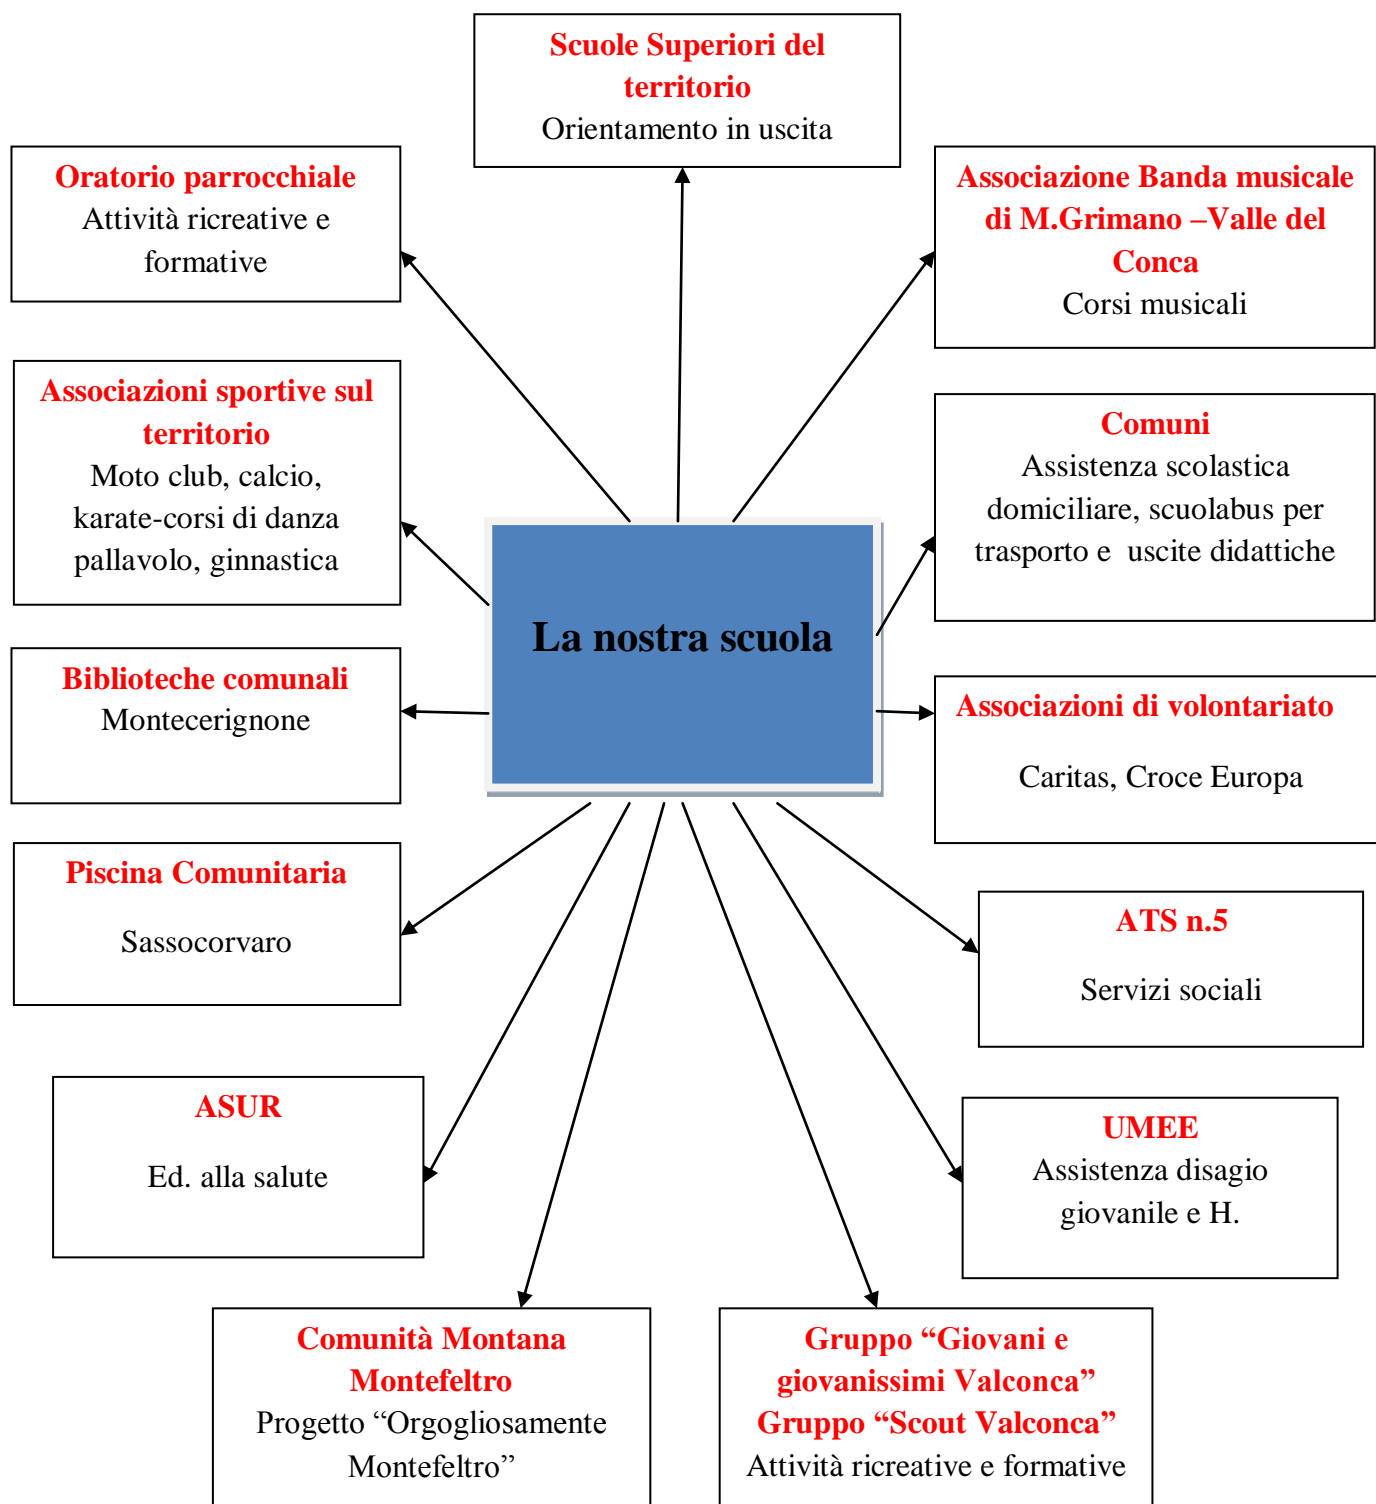 Scuole Superiori del
territorio
Orientamento in uscita
Oratorio parrocchiale
Attività ricreative e
formative
Associazione Banda musicale
di M.Grimano –Valle del
Conca
Corsi musicali
Associazioni sportive sul
territorio
Moto club, calcio,
karate-corsi di danza
pallavolo, ginnastica
Comuni
Assistenza scolastica
domiciliare, scuolabus per
trasporto e  uscite didattiche
La nostra scuola
Biblioteche comunali
Montecerignone
Associazioni di volontariato
Caritas, Croce Europa
Piscina Comunitaria
Sassocorvaro
ATS n.5
Servizi sociali
ASUR
Ed. alla salute
UMEE
Assistenza disagio
giovanile e H.
Comunità Montana
Montefeltro
Progetto “Orgogliosamente
Montefeltro”
Gruppo “Giovani e
giovanissimi Valconca”
Gruppo “Scout Valconca”
Attività ricreative e formative